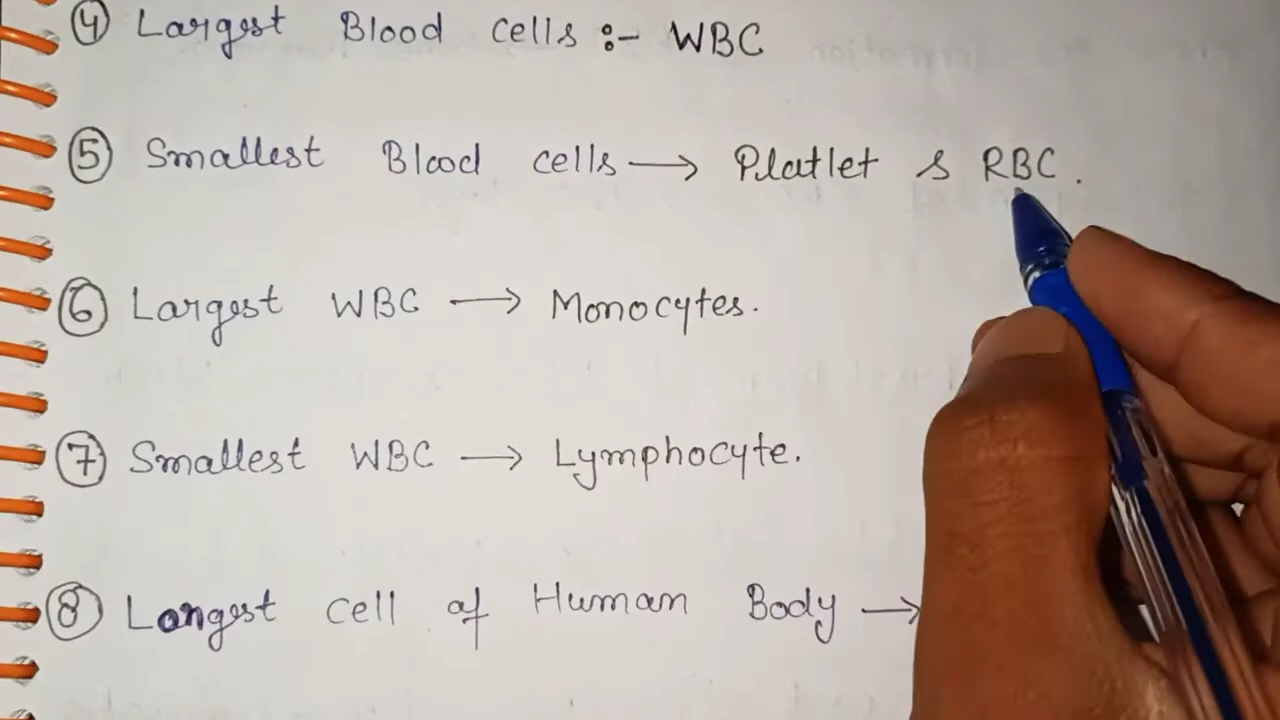 ④ Largest Blood cells :- WBC
⑤ Smallest Blood cells → Platlet & RBC.
⑥ Largest WBC → Monocytes.
⑦ Smallest WBC → Lymphocyte.
⑧ Longest cell of Human Body →